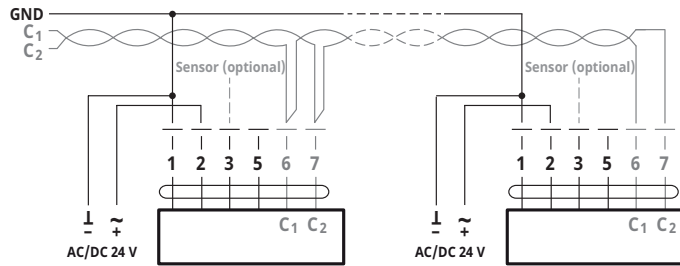 GND
C1
C2
Sensor (optional) Sensor (optional)
1 2 3 5 6 7 1 2 3 5 6 7
C1 C2 C1 C2
⊥ ~ ⊥ ~
- + - +
AC/DC 24 V AC/DC 24 V